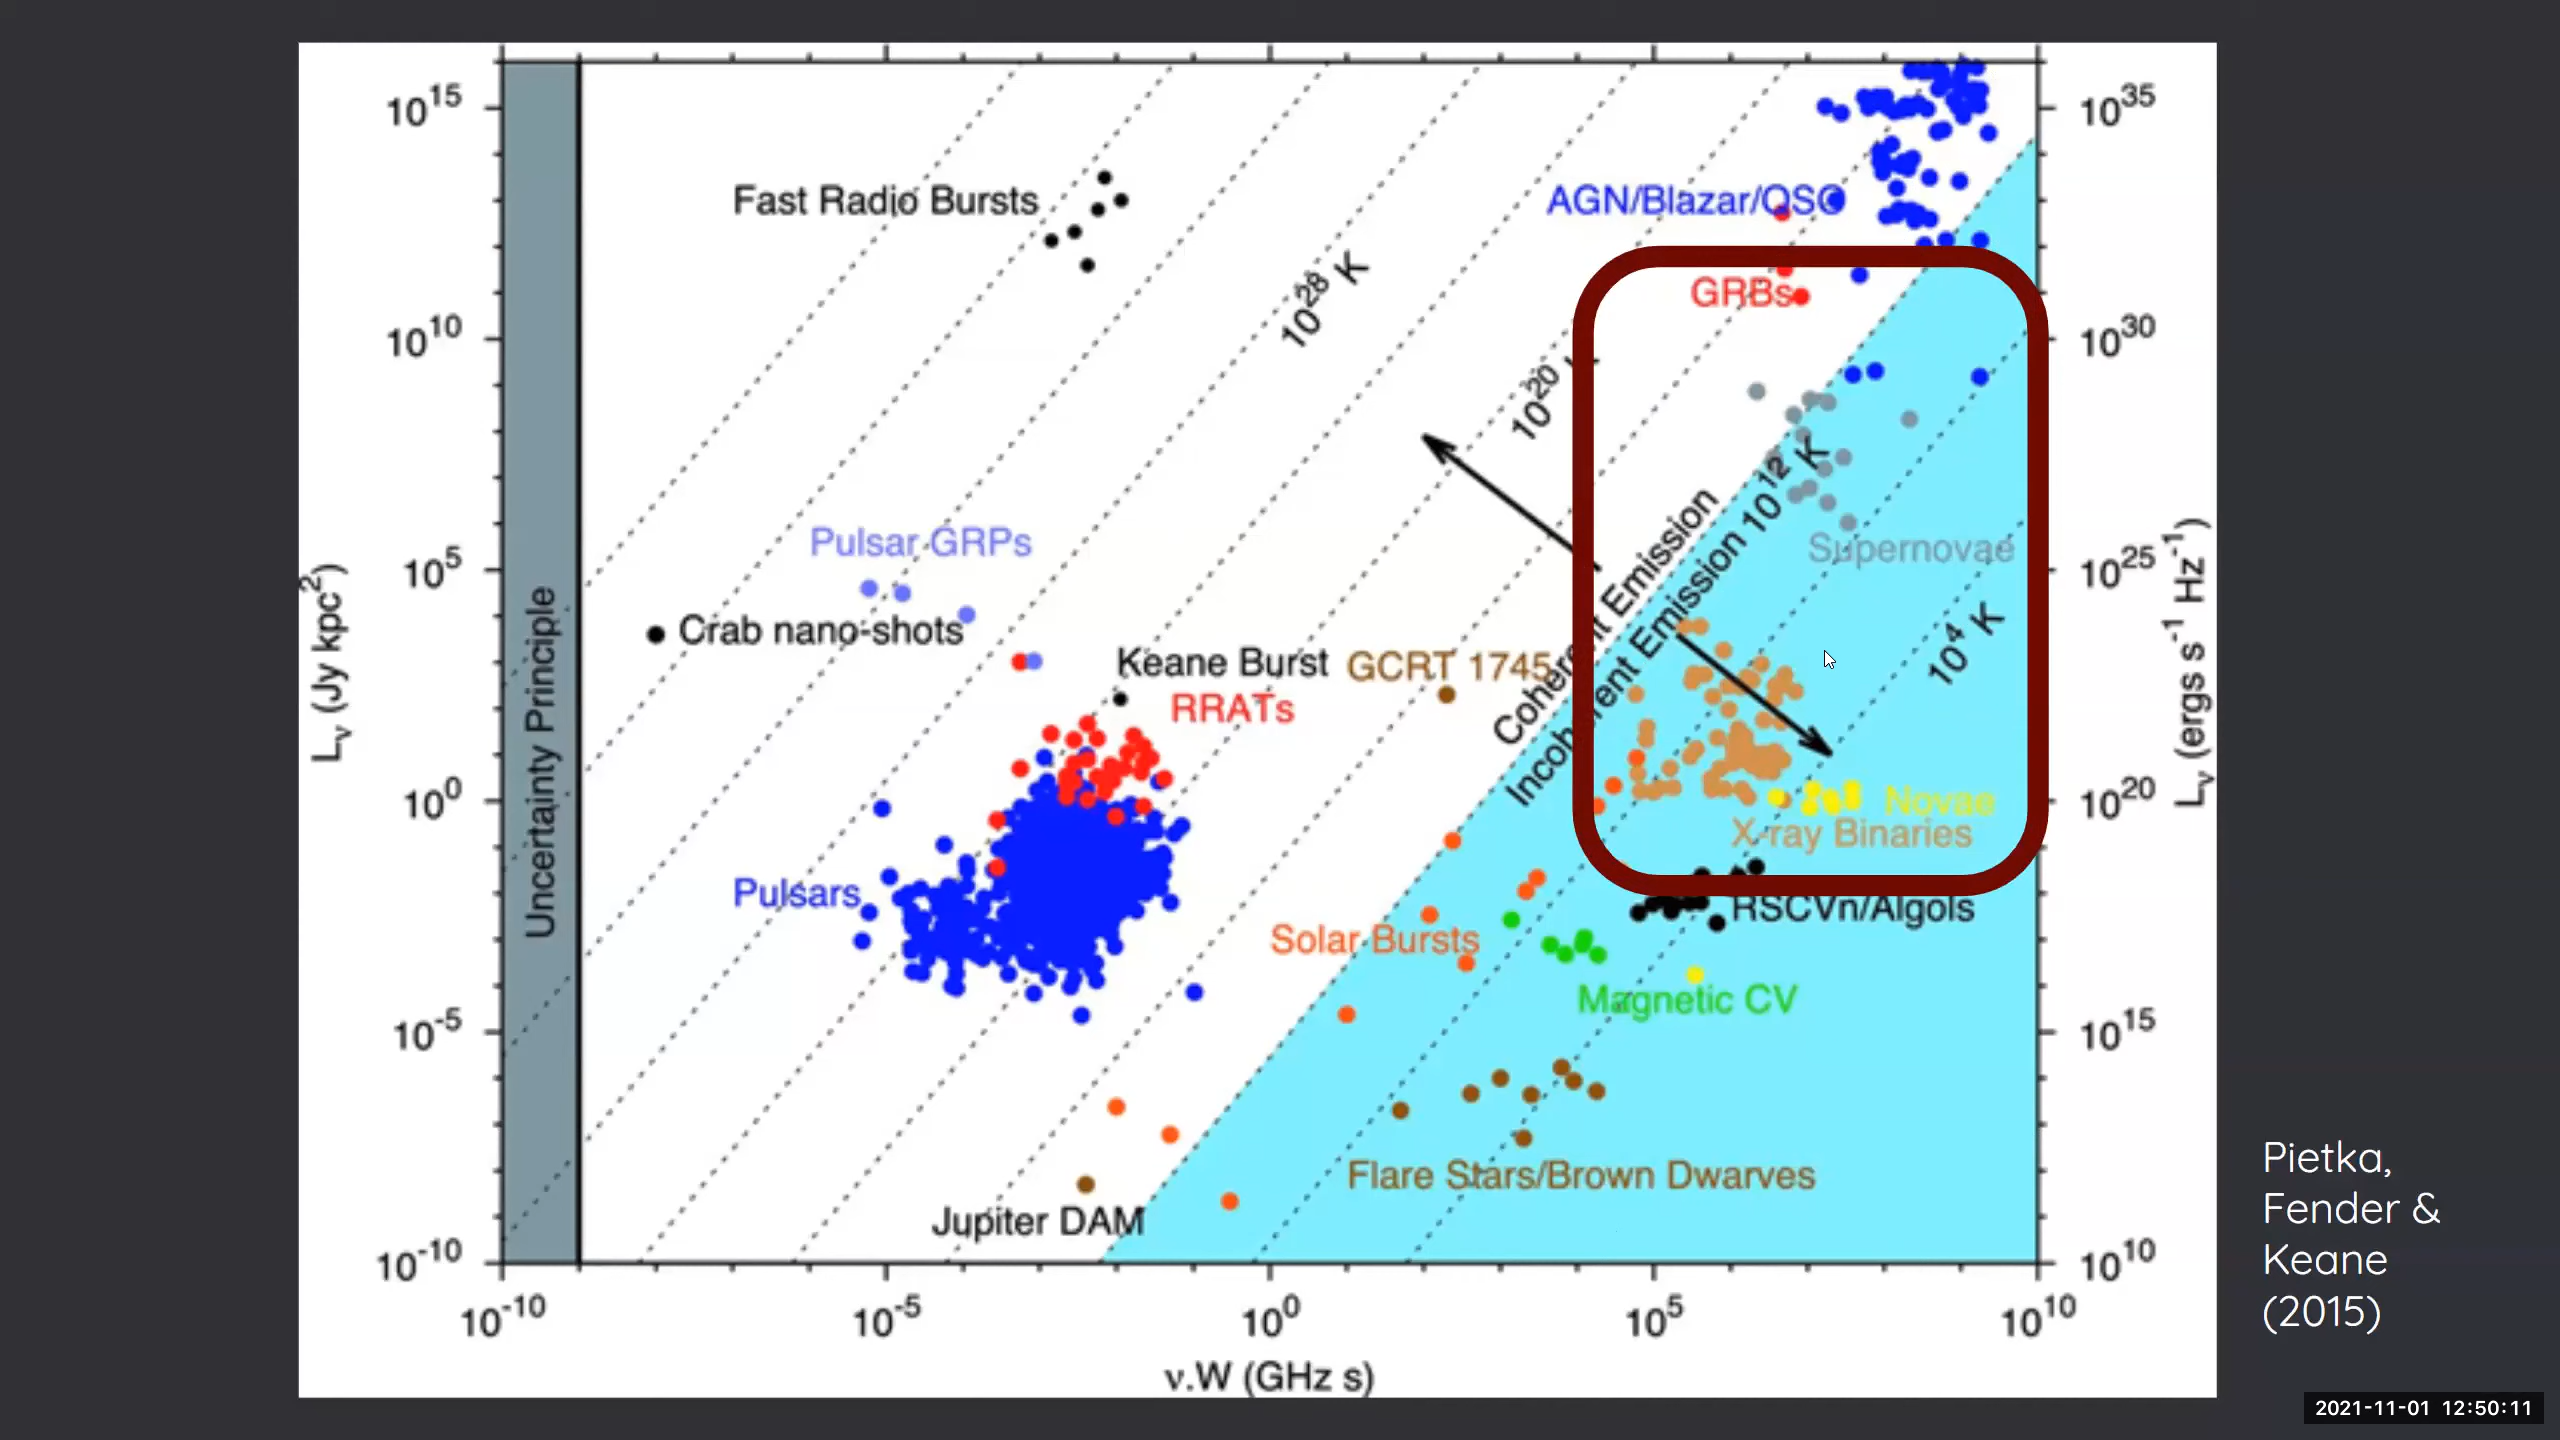 10^15
10^35
Fast Radio Bursts
AGN/Blazar/QSO
10^28 K
GRBs
10^10
10^30
10^20 K
10^12 K
Pulsar GRPs
Supernovae
10^5
10^25
Coherent Emission
Incoherent Emission
10^4 K
Crab nano-shots
Keane Burst
GCRT 1745
RRATs
Uncertainty Principle
L_ν (Jy kpc^2)
L_ν (ergs s^-1 Hz^-1)
10^0
10^20
Novae
X-ray Binaries
Pulsars
RSCVn/Algols
Solar Bursts
Magnetic CV
10^-5
10^15
Flare Stars/Brown Dwarves
Jupiter DAM
10^-10
10^10
10^-10
10^-5
10^0
10^5
10^10
ν.W (GHz s)
Pietka,
Fender &
Keane
(2015)
2021-11-01 12:50:11